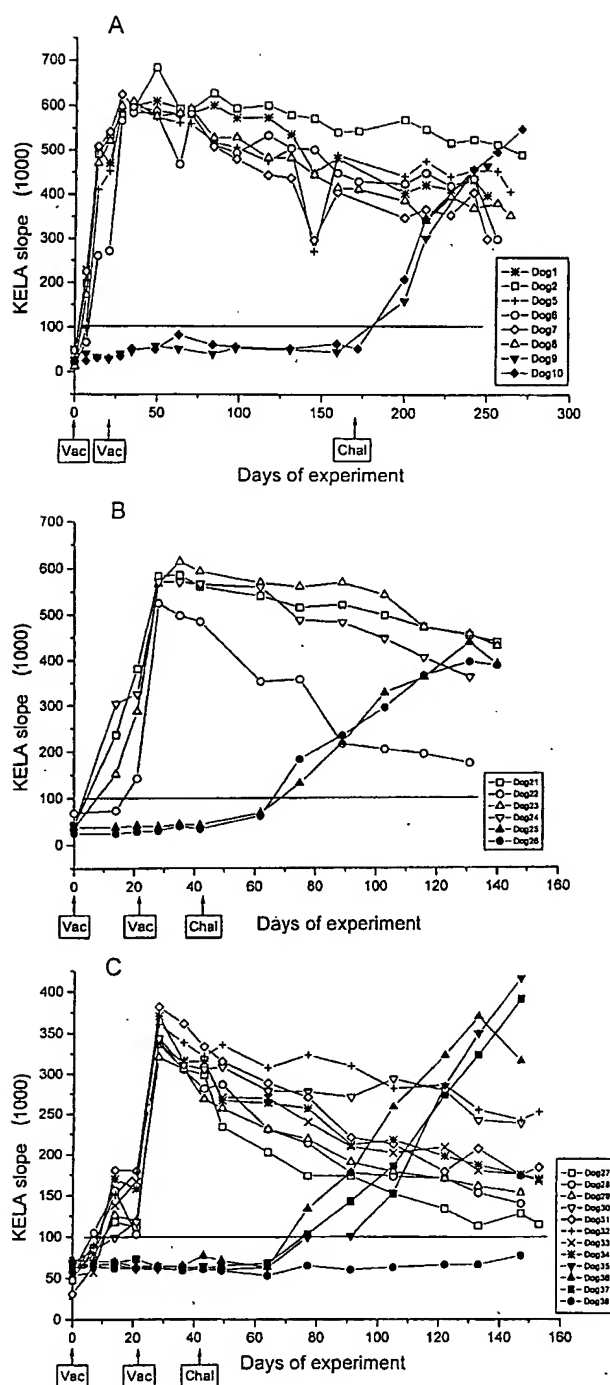 A
KELA slope (1000)
700
600
500
400
300
200
100
0
Dog1
Dog2
Dog5
Dog6
Dog7
Dog8
Dog9
Dog10
0 50 100 150 200 250 300
Vac Vac Chal
Days of experiment
B
KELA slope (1000)
700
600
500
400
300
200
100
0
Dog21
Dog22
Dog23
Dog24
Dog25
Dog26
0 20 40 60 80 100 120 140 160
Vac Vac Chal Days of experiment
C
KELA slope (1000)
400
350
300
250
200
150
100
50
0
Dog27
Dog28
Dog29
Dog30
Dog31
Dog32
Dog33
Dog34
Dog35
Dog36
Dog37
Dog38
0 20 40 60 80 100 120 140 160
Vac Vac Chal
Days of experiment